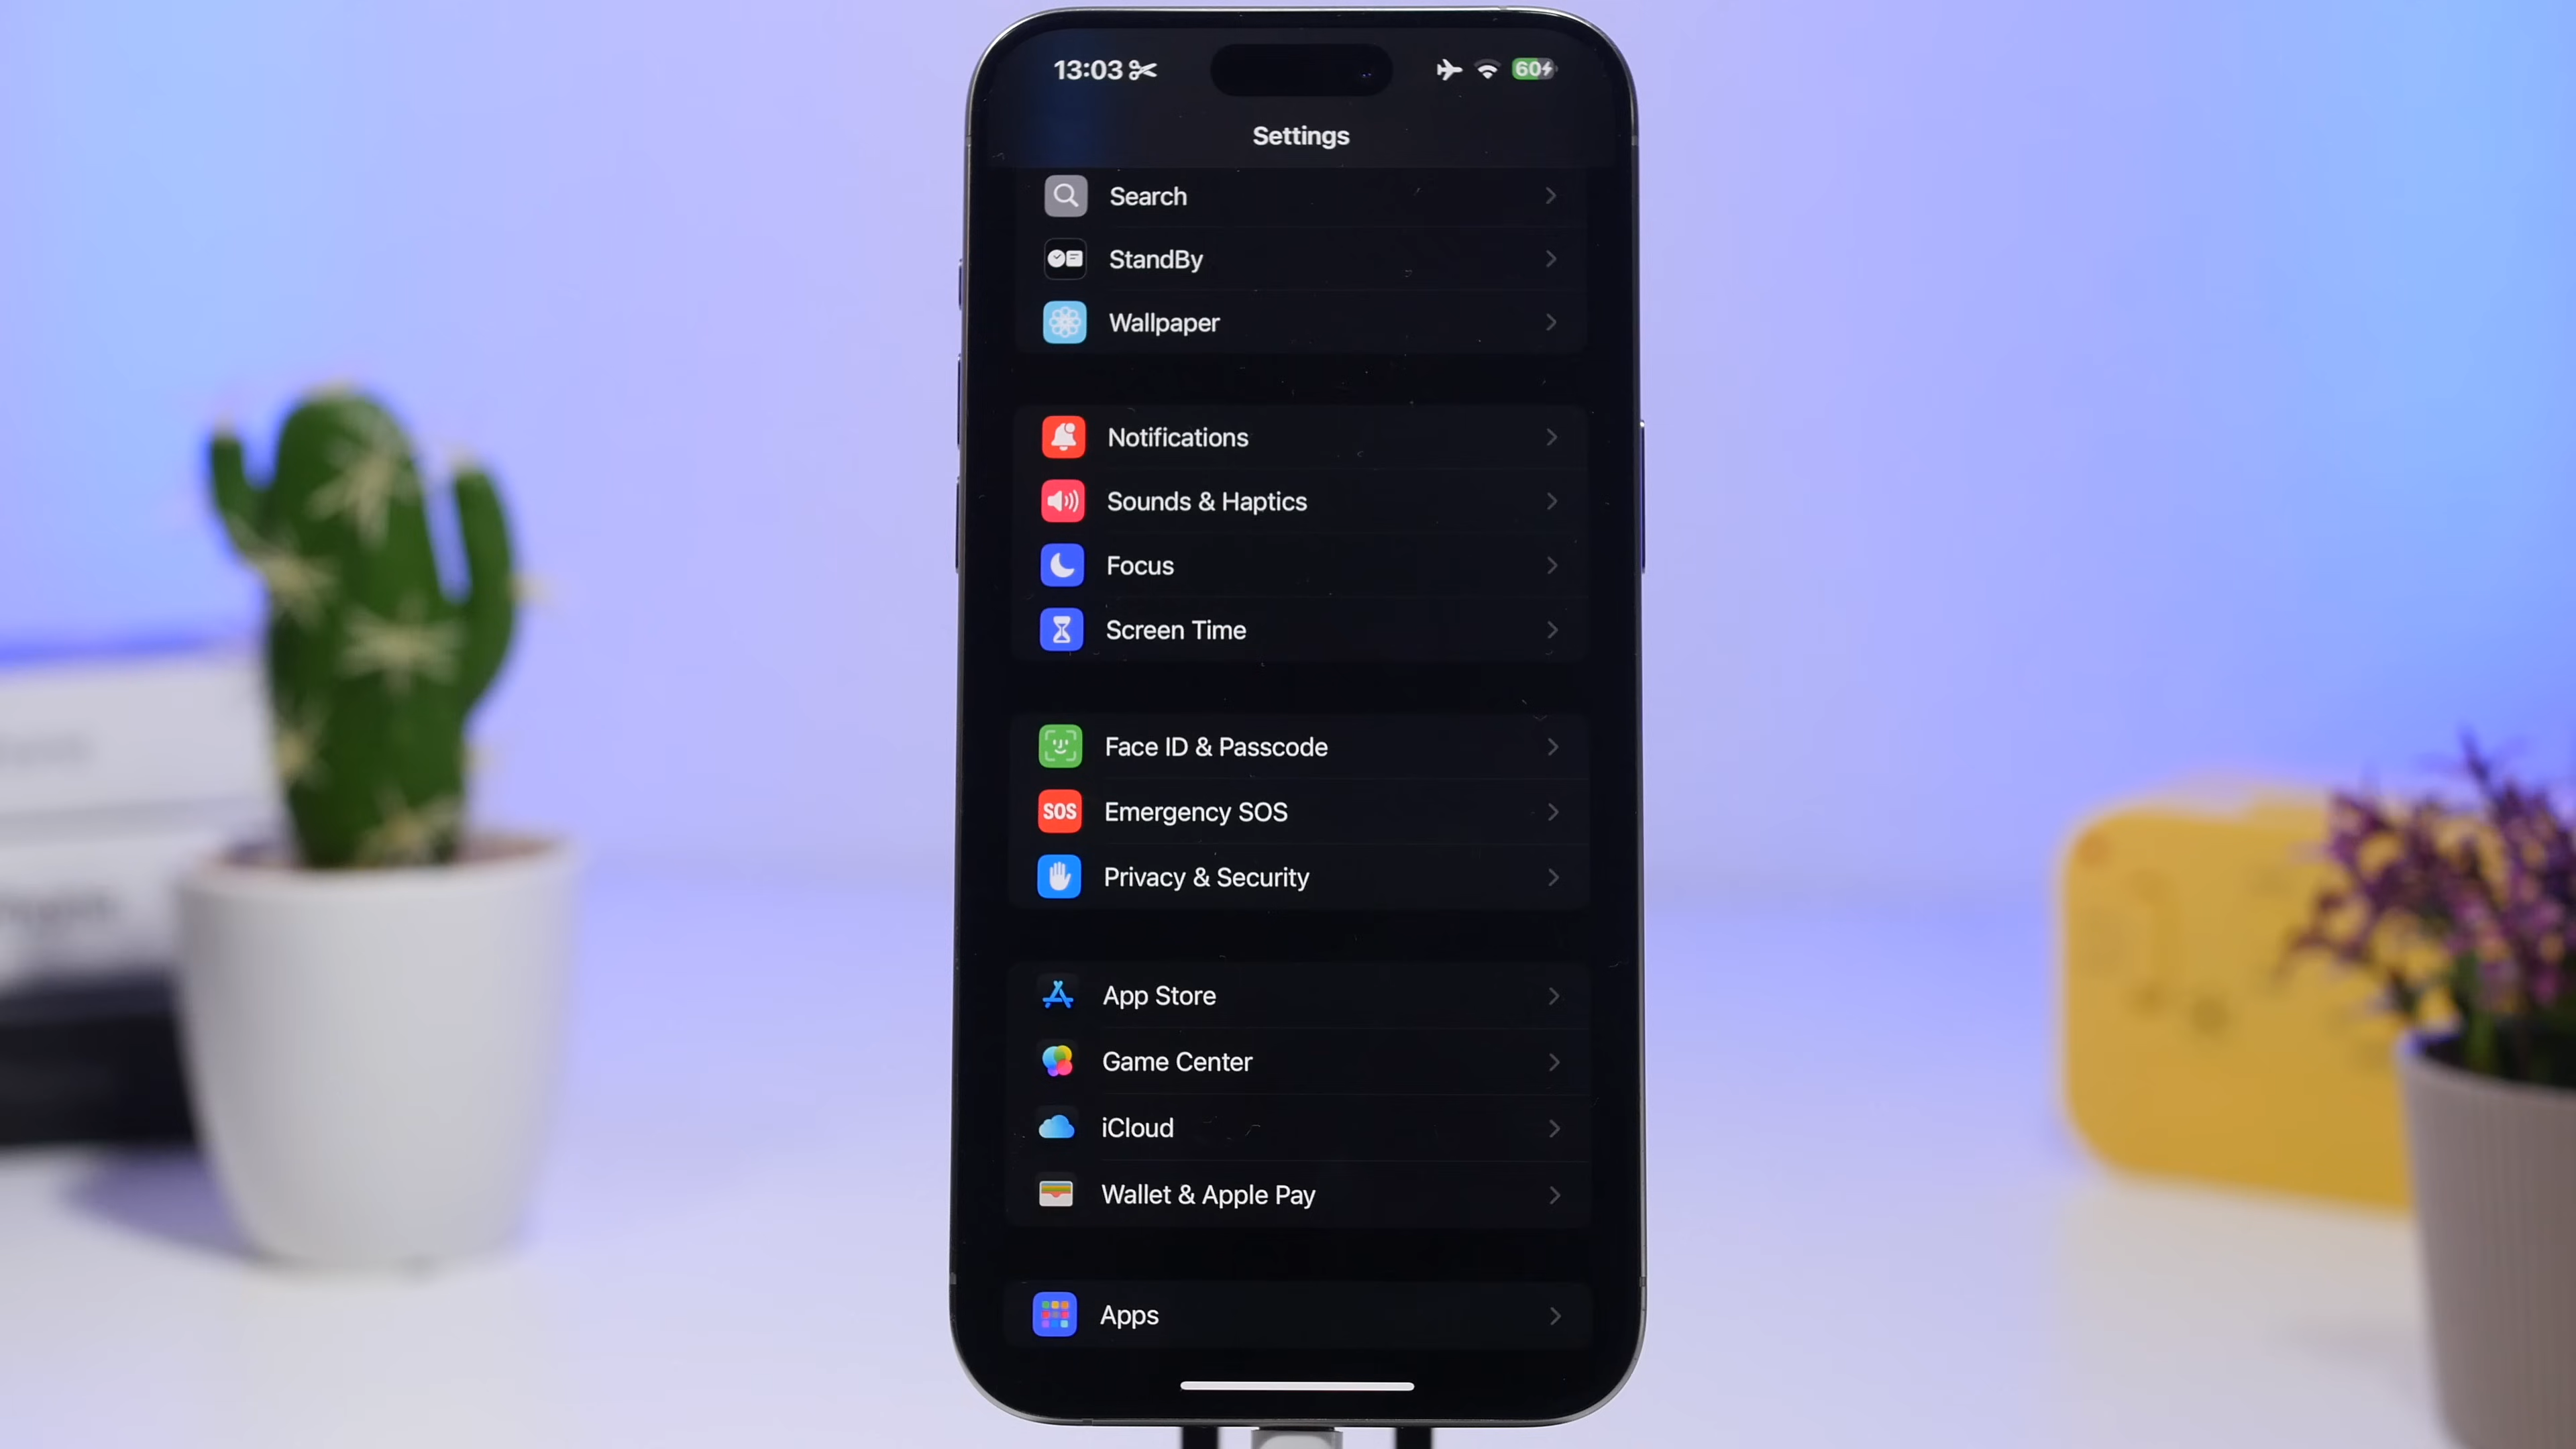 13:03
60
Settings
Search
StandBy
Wallpaper
Notifications
Sounds & Haptics
Focus
Screen Time
Face ID & Passcode
SOS
Emergency SOS
Privacy & Security
App Store
Game Center
iCloud
Wallet & Apple Pay
Apps